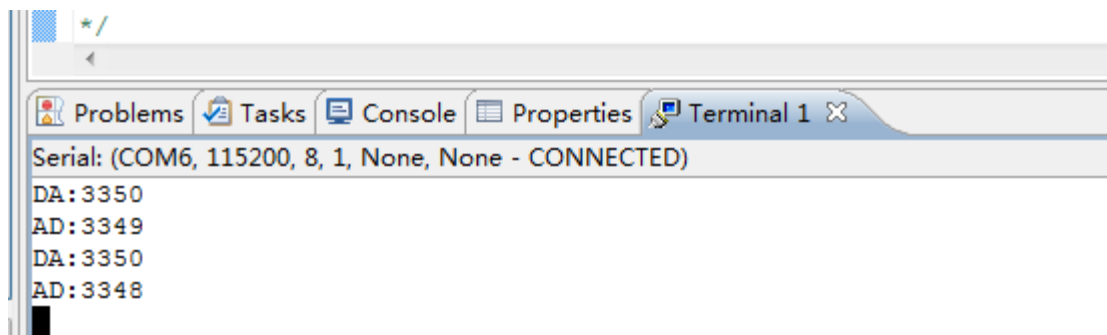 */
Problems Tasks Console Properties Terminal 1
Serial: (COM6, 115200, 8, 1, None, None - CONNECTED)
DA:3350
AD:3349
DA:3350
AD:3348